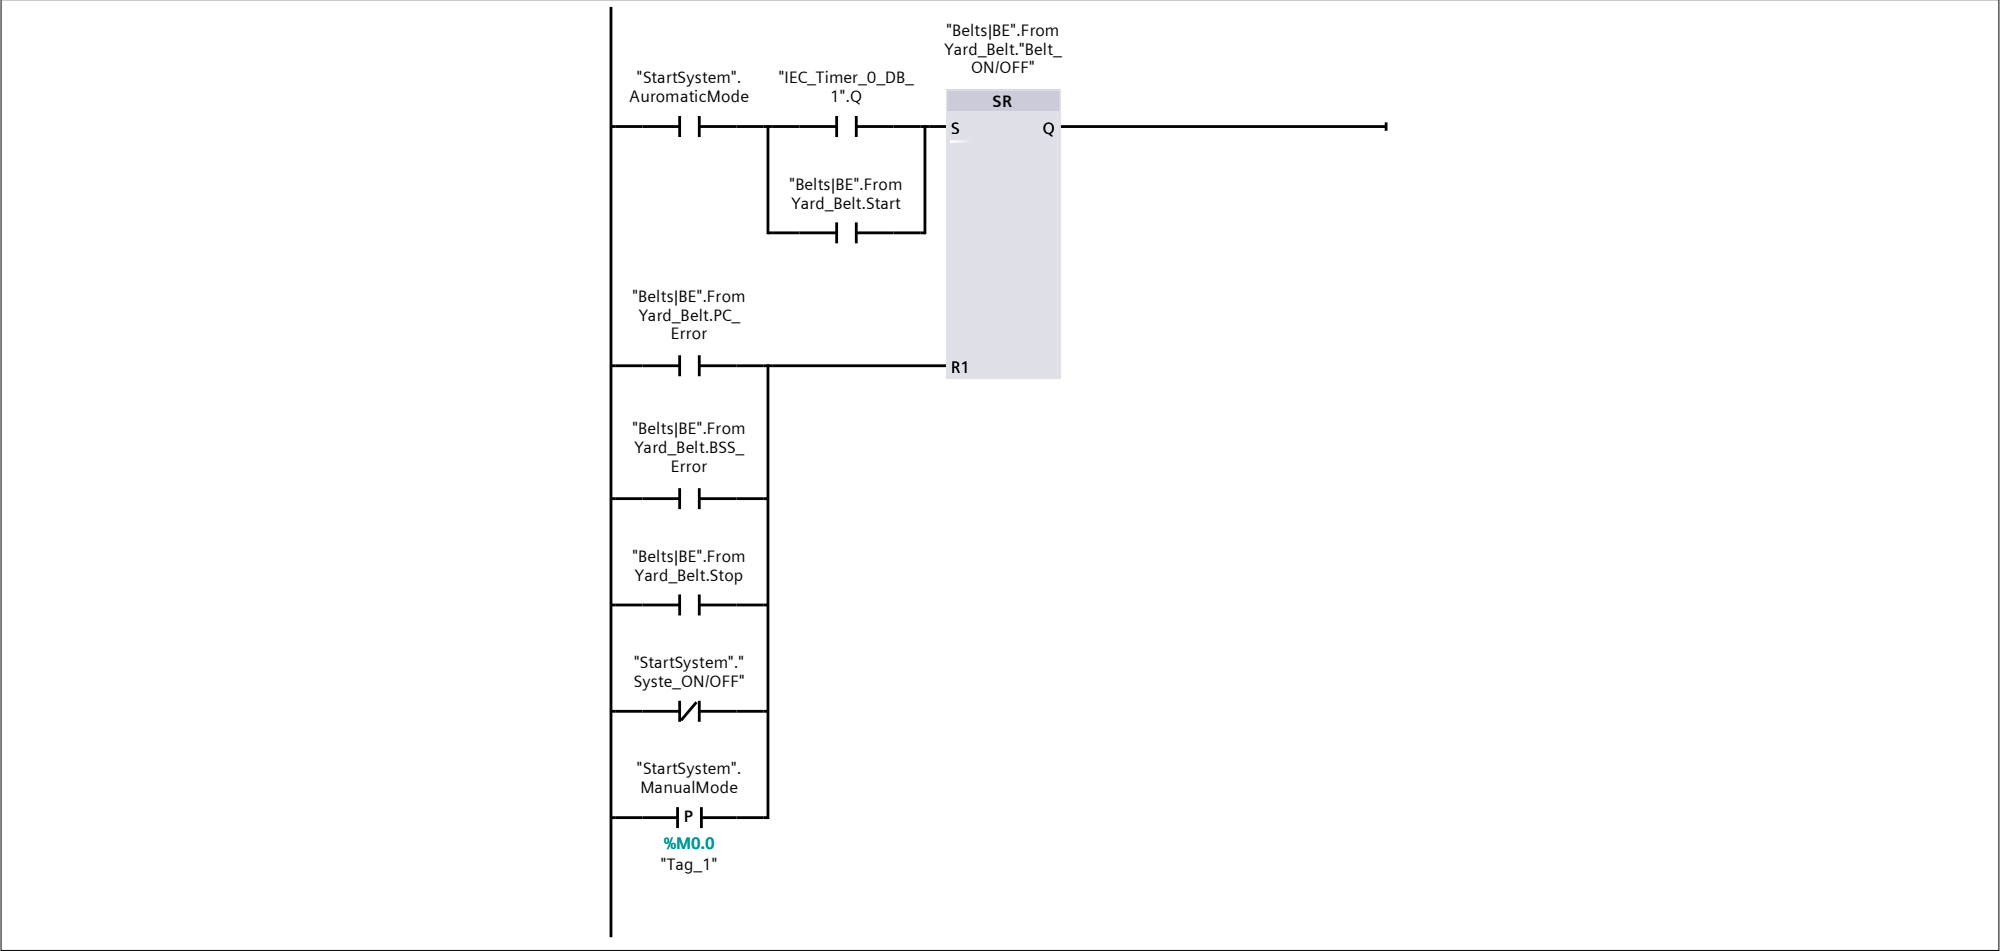 "Belts|BE".From
Yard_Belt."Belt_
ON/OFF"
"StartSystem".
AuromaticMode
"IEC_Timer_0_DB_
1".Q
SR
S
Q
"Belts|BE".From
Yard_Belt.Start
"Belts|BE".From
Yard_Belt.PC_
Error
R1
"Belts|BE".From
Yard_Belt.BSS_
Error
"Belts|BE".From
Yard_Belt.Stop
"StartSystem"."
Syste_ON/OFF"
"StartSystem".
ManualMode
P
%M0.0
"Tag_1"